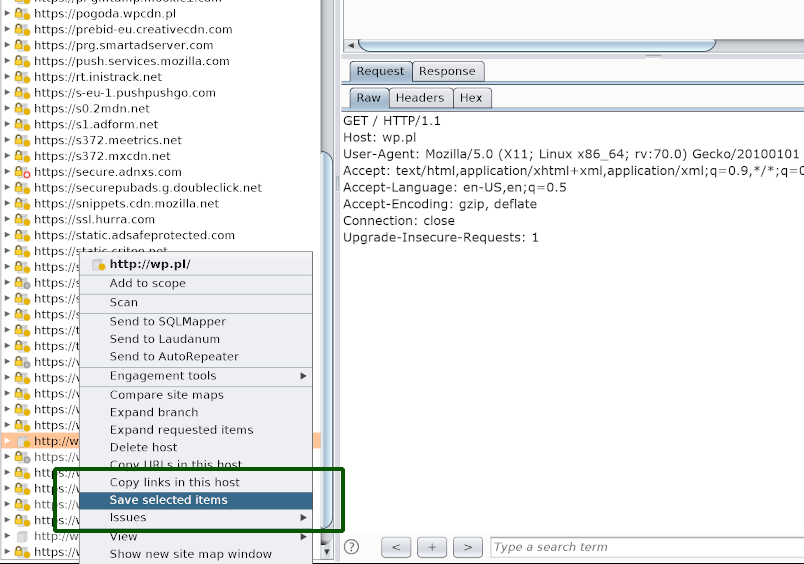 https://pogoda.wpcdn.pl
https://prebid-eu.creativecdn.com
https://prg.smartadserver.com
https://push.services.mozilla.com
https://rt.inistrack.net
https://s-eu-1.pushpushgo.com
https://s0.2mdn.net
https://s1.adform.net
https://s372.meetrics.net
https://s372.mxcdn.net
https://secure.adnxs.com
https://securepubads.g.doubleclick.net
https://snippets.cdn.mozilla.net
https://ssl.hurra.com
https://static.adsafeprotected.com
https://static.criteo.net
https://s
https://s
https://s
https://s
https://t
https://t
https://v
https://v
https://w
https://w
https://w
http://w
https://w
https://w
https://w
https://w
https://w
http://w
https://w
http://wp.pl/
Add to scope
Scan
Send to SQLMapper
Send to Laudanum
Send to AutoRepeater
Engagement tools
Compare site maps
Expand branch
Expand requested items
Delete host
Copy URLs in this host
Copy links in this host
Save selected items
Issues
View
Show new site map window
Request Response
Raw Headers Hex
GET / HTTP/1.1
Host: wp.pl
User-Agent: Mozilla/5.0 (X11; Linux x86_64; rv:70.0) Gecko/20100101
Accept: text/html,application/xhtml+xml,application/xml;q=0.9,*/*;q=0
Accept-Language: en-US,en;q=0.5
Accept-Encoding: gzip, deflate
Connection: close
Upgrade-Insecure-Requests: 1
? < + > Type a search term